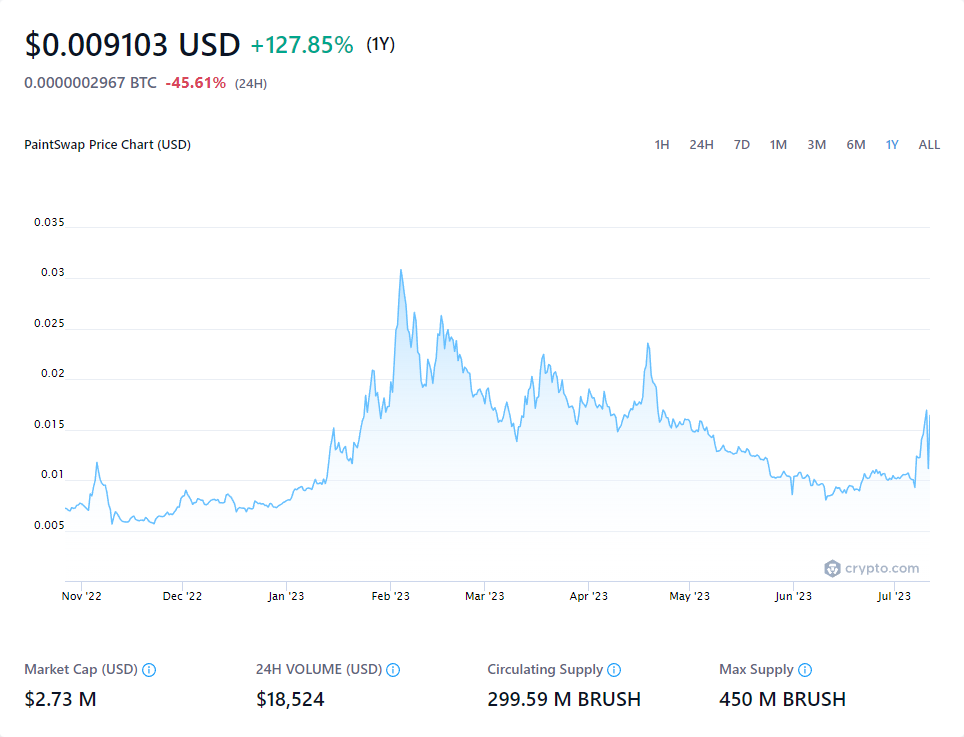 $0.009103 USD +127.85% (1Y)
0.0000002967 BTC -45.61% (24H)
PaintSwap Price Chart (USD) 1H 24H 7D 1M 3M 6M 1Y ALL
0.035
0.03
0.025
0.02
0.015
0.01
0.005
crypto.com
Nov '22 Dec '22 Jan '23 Feb '23 Mar '23 Apr '23 May '23 Jun '23 Jul '23
Market Cap (USD) 24H VOLUME (USD) Circulating Supply Max Supply
$2.73 M $18,524 299.59 M BRUSH 450 M BRUSH